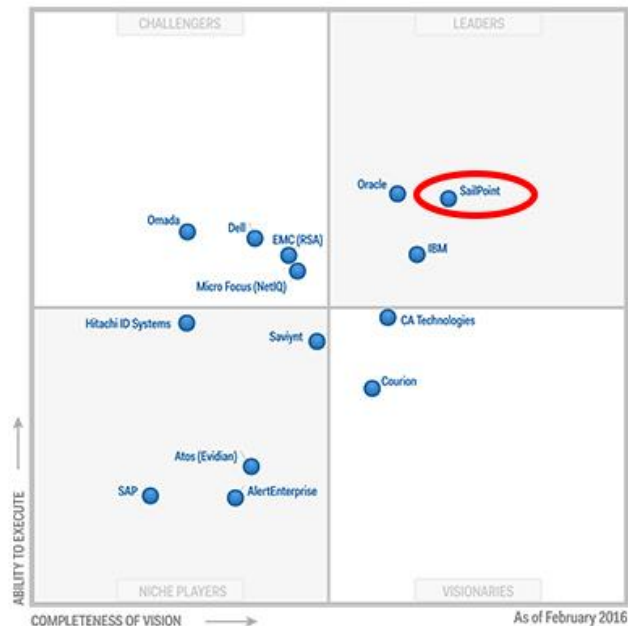 CHALLENGERS
LEADERS
Oracle
SailPoint
Omada
Dell
EMC (RSA)
IBM
Micro Focus (NetIQ)
Hitachi ID Systems
CA Technologies
Saviynt
Courion
Atos (Evidian)
SAP
AlertEnterprise
ABILITY TO EXECUTE
NICHE PLAYERS
VISIONARIES
COMPLETENESS OF VISION
As of February 2016